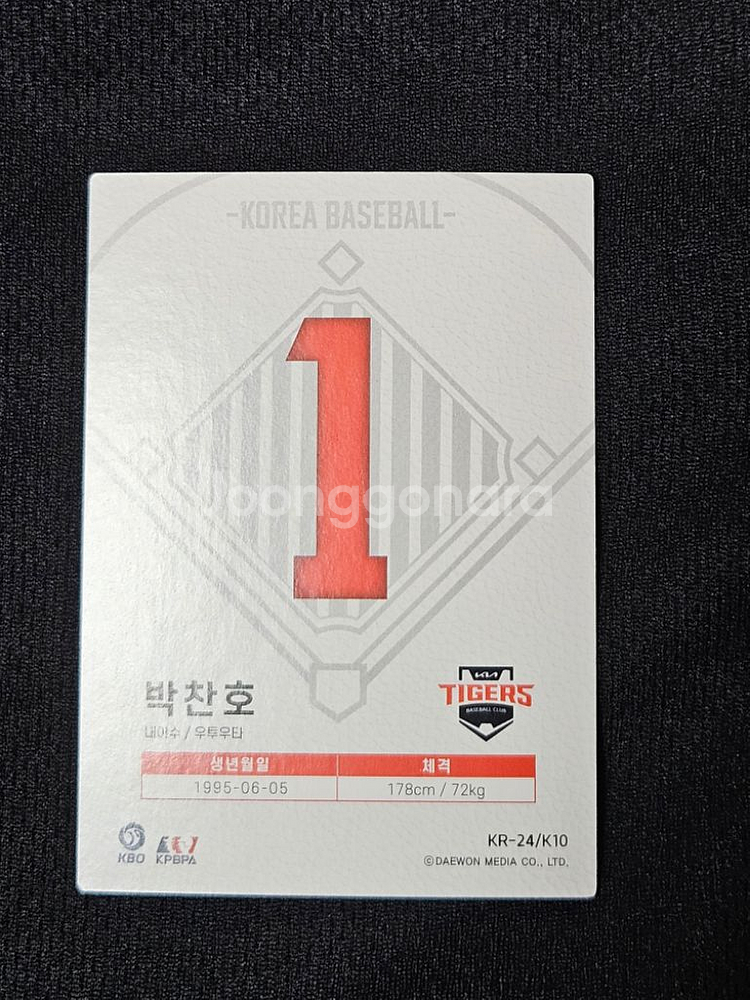 -KOREA BASEBALL-
1
Joonggonara
박찬호
내야수 / 우투우타
KIA
TIGERS
BASEBALL CLUB
생년월일 체격
1995-06-05 178cm / 72kg
KBO KPBPA
KR-24/K10
©DAEWON MEDIA CO., LTD.